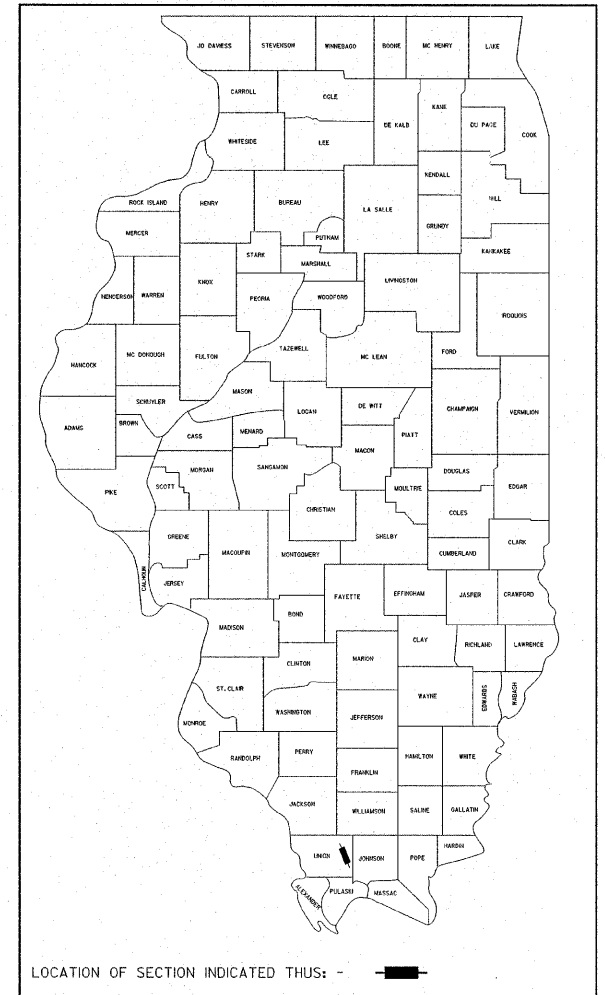 JO DAVIESS STEVENSON WINNEBAGO BOONE MC HENRY LAKE
CARROLL OGLE KANE
DE KALB DU PAGE COOK
WHITESIDE LEE
KENDALL
ROCK ISLAND HENRY BUREAU LA SALLE WILL
MERCER PUTNAM GRUNDY
STARK MARSHALL KANKAKEE
KNOX LIVINGSTON
HENDERSON WARREN PEORIA WOODFORD IROQUOIS
TAZEWELL MC LEAN FORD
HANCOCK MC DONOUGH FULTON
MASON
SCHUYLER LOGAN DE WITT CHAMPAIGN VERMILION
ADAMS BROWN MENARD
CASS PIATT
MACON
MORGAN SANGAMON DOUGLAS
PIKE SCOTT MOULTRIE EDGAR
CHRISTIAN COLES
GREENE SHELBY
MACOUPIN MONTGOMERY CUMBERLAND CLARK
CALHOUN JERSEY
FAYETTE EFFINGHAM JASPER CRAWFORD
MADISON BOND
CLAY RICHLAND LAWRENCE
CLINTON MARION
ST. CLAIR WAYNE EDWARDS WABASH
WASHINGTON JEFFERSON
MONROE
RANDOLPH PERRY HAMILTON WHITE
FRANKLIN
JACKSON WILLIAMSON SALINE GALLATIN
UNION JOHNSON POPE HARDIN
ALEXANDER PULASKI MASSAC
LOCATION OF SECTION INDICATED THUS: -